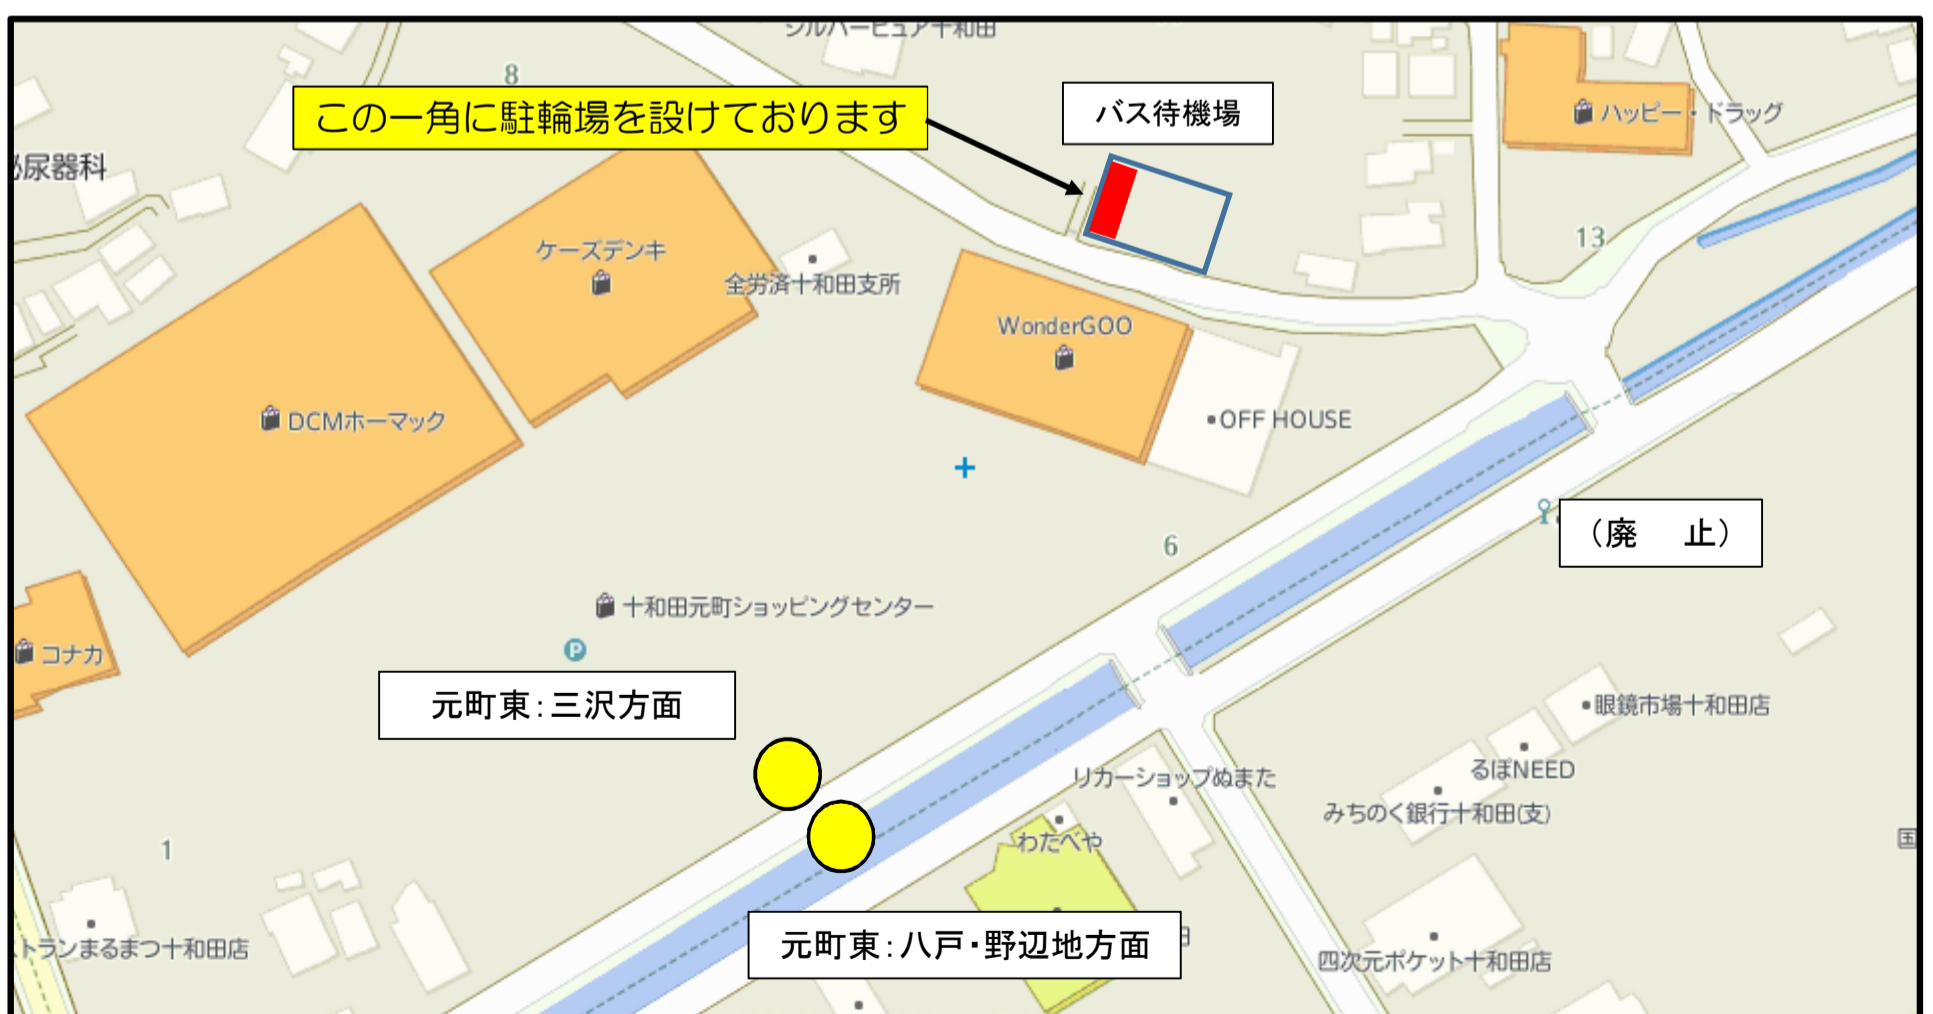 シルバーピュア十和田
8
この一角に駐輪場を設けております
バス待機場
ハッピー・ドラッグ
尿器科
13
ケーズデンキ
全労済十和田支所
WonderGOO
DCMホーマック
OFF HOUSE
(廃 止)
6
十和田元町ショッピングセンター
コナカ
P
元町東:三沢方面
眼鏡市場十和田店
るぽNEED
リカーショップぬまた
みちのく銀行十和田(支)
わたべや
1
国
トランまるまつ十和田店
元町東:八戸・野辺地方面
田
四次元ポケット十和田店